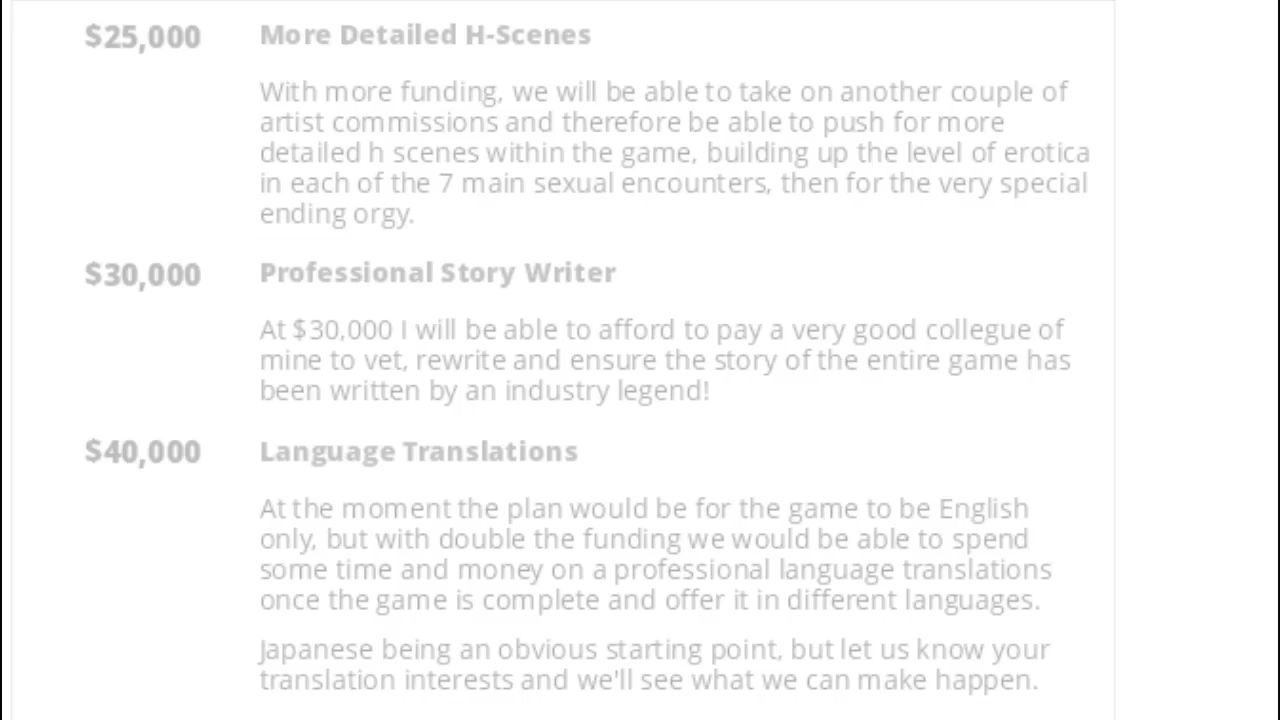 $25,000 More Detailed H-Scenes
With more funding, we will be able to take on another couple of
artist commissions and therefore be able to push for more
detailed h scenes within the game, building up the level of erotica
in each of the 7 main sexual encounters, then for the very special
ending orgy.
$30,000 Professional Story Writer
At $30,000 I will be able to afford to pay a very good collegue of
mine to vet, rewrite and ensure the story of the entire game has
been written by an industry legend!
$40,000 Language Translations
At the moment the plan would be for the game to be English
only, but with double the funding we would be able to spend
some time and money on a professional language translations
once the game is complete and offer it in different languages.
Japanese being an obvious starting point, but let us know your
translation interests and we'll see what we can make happen.